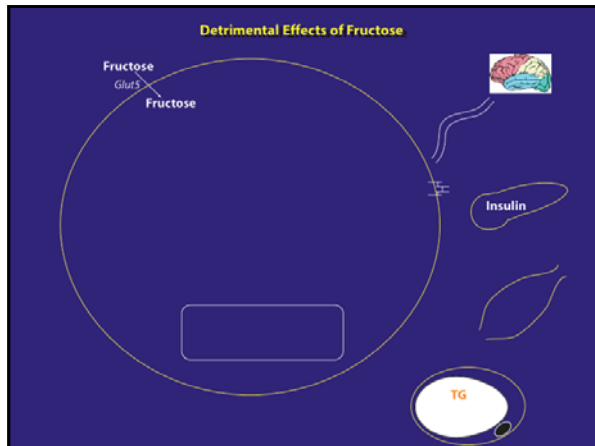 Detrimental Effects of Fructose
Fructose
Glut5
Fructose
Insulin
TG